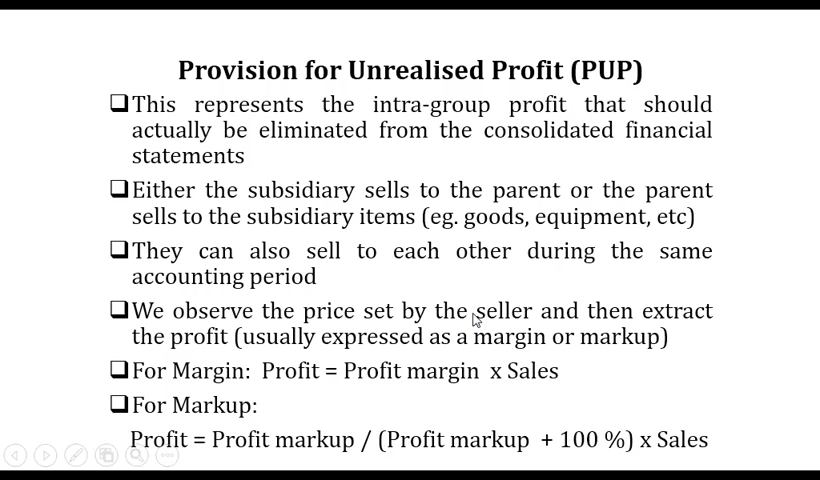 Provision for Unrealised Profit (PUP)
❑This represents the intra-group profit that should
actually be eliminated from the consolidated financial
statements
❑Either the subsidiary sells to the parent or the parent
sells to the subsidiary items (eg. goods, equipment, etc)
❑They can also sell to each other during the same
accounting period
❑We observe the price set by the seller and then extract
the profit (usually expressed as a margin or markup)
❑For Margin: Profit = Profit margin x Sales
❑For Markup:
Profit = Profit markup / (Profit markup + 100 %) x Sales